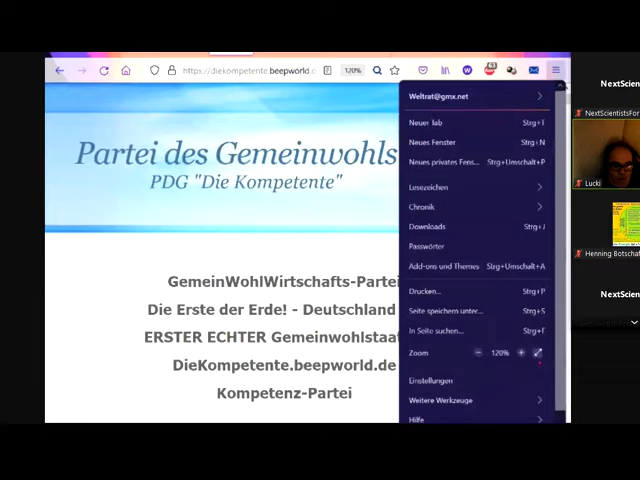 https://diekompetente.beepworld.c
120%
Weltrat@gmx.net
Neuer Tab Strg+T
Neues Fenster Strg+N
Neues privates Fens... Strg+Umschalt+P
Lesezeichen
Chronik
Downloads Strg+J
Passwörter
Add-ons und Themes Strg+Umschalt+A
Drucken... Strg+P
Seite speichern unter... Strg+S
In Seite suchen... Strg+F
Zoom 120%
Einstellungen
Weitere Werkzeuge
Hilfe
Partei des Gemeinwohls
PDG "Die Kompetente"
GemeinWohlWirtschafts-Partei
Die Erste der Erde! - Deutschland
ERSTER ECHTER Gemeinwohlstaat
DieKompetente.beepworld.de
Kompetenz-Partei
NextScien
NextScientistsFor
Lucki
Henning Botschaf
NextScien